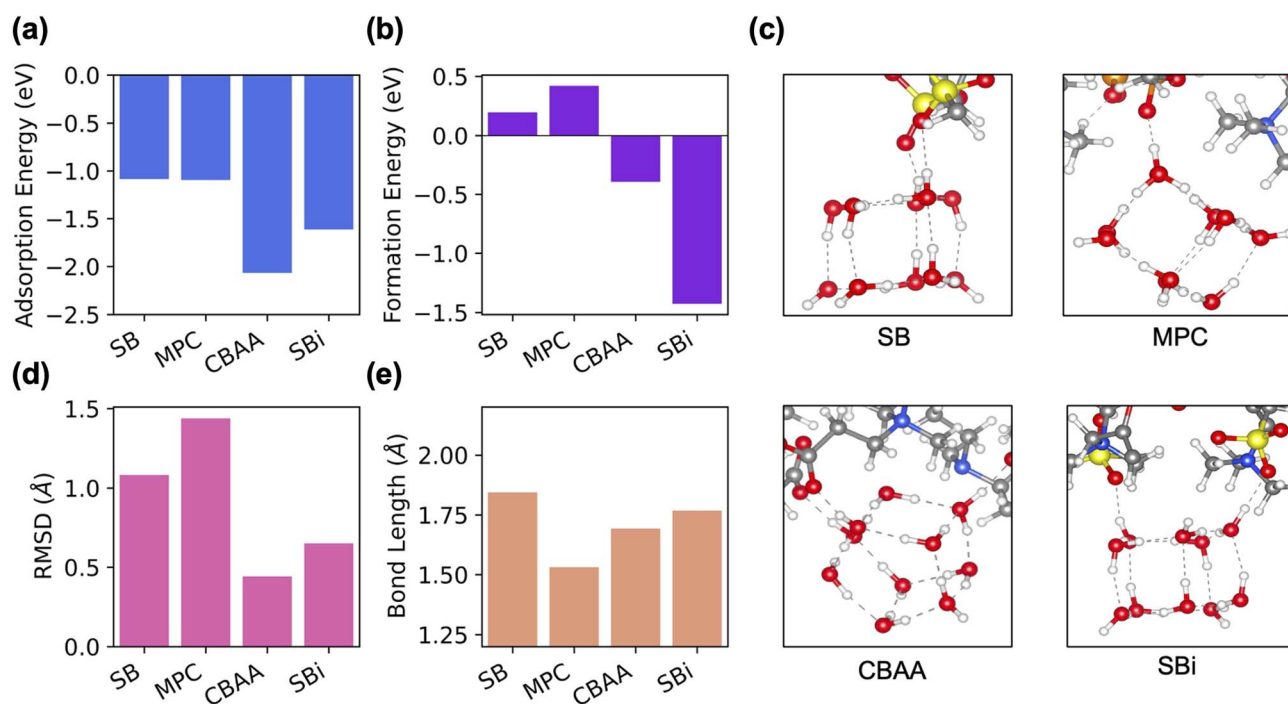 (a)
Adsorption Energy (eV)
0.0
−0.5
−1.0
−1.5
−2.0
−2.5
SB
MPC
CBAA
SBi
(b)
Formation Energy (eV)
0.5
0.0
−0.5
−1.0
−1.5
SB
MPC
CBAA
SBi
(c)
SB
MPC
CBAA
SBi
(d)
RMSD (Å)
1.5
1.0
0.5
0.0
SB
MPC
CBAA
SBi
(e)
Bond Length (Å)
2.00
1.75
1.50
1.25
SB
MPC
CBAA
SBi